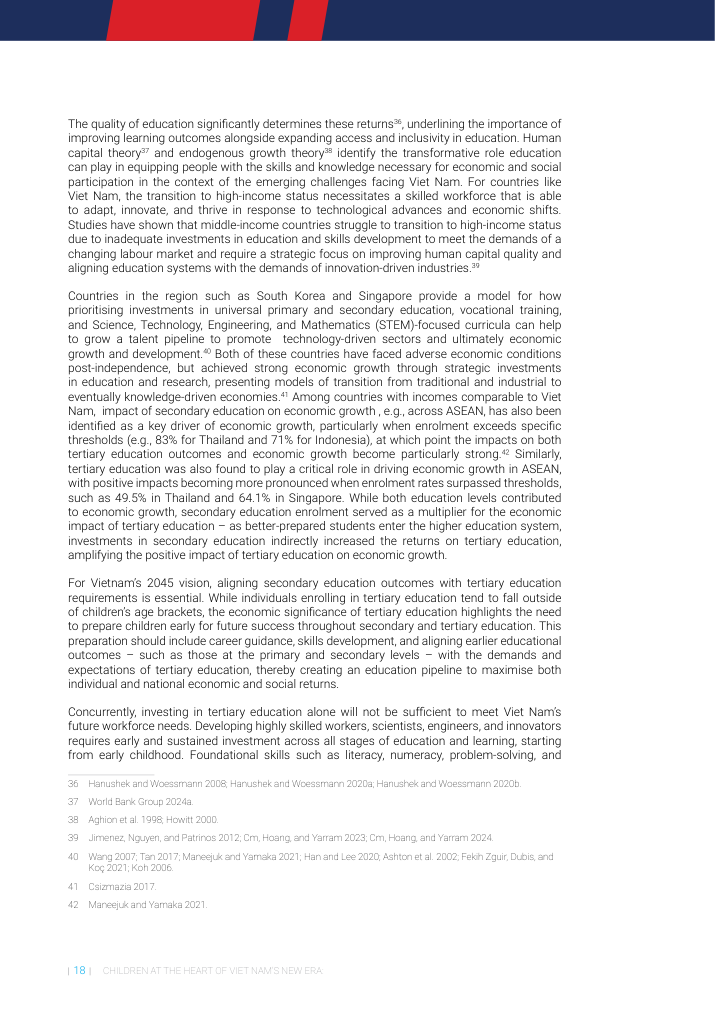 The quality of education significantly determines these returns36, underlining the importance of
improving learning outcomes alongside expanding access and inclusivity in education. Human
capital theory37 and endogenous growth theory38 identify the transformative role education
can play in equipping people with the skills and knowledge necessary for economic and social
participation in the context of the emerging challenges facing Viet Nam. For countries like
Viet Nam, the transition to high-income status necessitates a skilled workforce that is able
to adapt, innovate, and thrive in response to technological advances and economic shifts.
Studies have shown that middle-income countries struggle to transition to high-income status
due to inadequate investments in education and skills development to meet the demands of a
changing labour market and require a strategic focus on improving human capital quality and
aligning education systems with the demands of innovation-driven industries.39
Countries in the region such as South Korea and Singapore provide a model for how
prioritising investments in universal primary and secondary education, vocational training,
and Science, Technology, Engineering, and Mathematics (STEM)-focused curricula can help
to grow a talent pipeline to promote technology-driven sectors and ultimately economic
growth and development.40 Both of these countries have faced adverse economic conditions
post-independence, but achieved strong economic growth through strategic investments
in education and research, presenting models of transition from traditional and industrial to
eventually knowledge-driven economies.41 Among countries with incomes comparable to Viet
Nam, impact of secondary education on economic growth , e.g., across ASEAN, has also been
identified as a key driver of economic growth, particularly when enrolment exceeds specific
thresholds (e.g., 83% for Thailand and 71% for Indonesia), at which point the impacts on both
tertiary education outcomes and economic growth become particularly strong.42 Similarly,
tertiary education was also found to play a critical role in driving economic growth in ASEAN,
with positive impacts becoming more pronounced when enrolment rates surpassed thresholds,
such as 49.5% in Thailand and 64.1% in Singapore. While both education levels contributed
to economic growth, secondary education enrolment served as a multiplier for the economic
impact of tertiary education – as better-prepared students enter the higher education system,
investments in secondary education indirectly increased the returns on tertiary education,
amplifying the positive impact of tertiary education on economic growth.
For Vietnam's 2045 vision, aligning secondary education outcomes with tertiary education
requirements is essential. While individuals enrolling in tertiary education tend to fall outside
of children's age brackets, the economic significance of tertiary education highlights the need
to prepare children early for future success throughout secondary and tertiary education. This
preparation should include career guidance, skills development, and aligning earlier educational
outcomes – such as those at the primary and secondary levels – with the demands and
expectations of tertiary education, thereby creating an education pipeline to maximise both
individual and national economic and social returns.
Concurrently, investing in tertiary education alone will not be sufficient to meet Viet Nam's
future workforce needs. Developing highly skilled workers, scientists, engineers, and innovators
requires early and sustained investment across all stages of education and learning, starting
from early childhood. Foundational skills such as literacy, numeracy, problem-solving, and
36 Hanushek and Woessmann 2008; Hanushek and Woessmann 2020a; Hanushek and Woessmann 2020b.
37 World Bank Group 2024a.
38 Aghion et al. 1998; Howitt 2000.
39 Jimenez, Nguyen, and Patrinos 2012; Cm, Hoang, and Yarram 2023; Cm, Hoang, and Yarram 2024.
40 Wang 2007; Tan 2017; Maneejuk and Yamaka 2021; Han and Lee 2020; Ashton et al. 2002; Fekih Zguir, Dubis, and
Koç 2021; Koh 2006.
41 Csizmazia 2017.
42 Maneejuk and Yamaka 2021.
| 18 | CHILDREN AT THE HEART OF VIET NAM'S NEW ERA